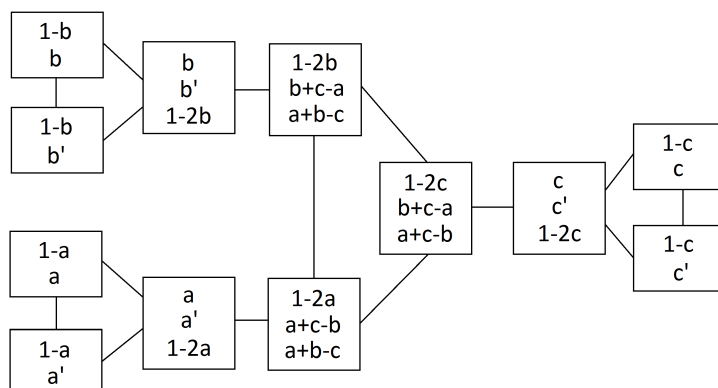 1-b
b
1-b
b'
b
b'
1-2b
1-2b
b+c-a
a+b-c
1-2c
b+c-a
a+c-b
c
c'
1-2c
1-c
c
1-c
c'
1-a
a
1-a
a'
a
a'
1-2a
1-2a
a+c-b
a+b-c